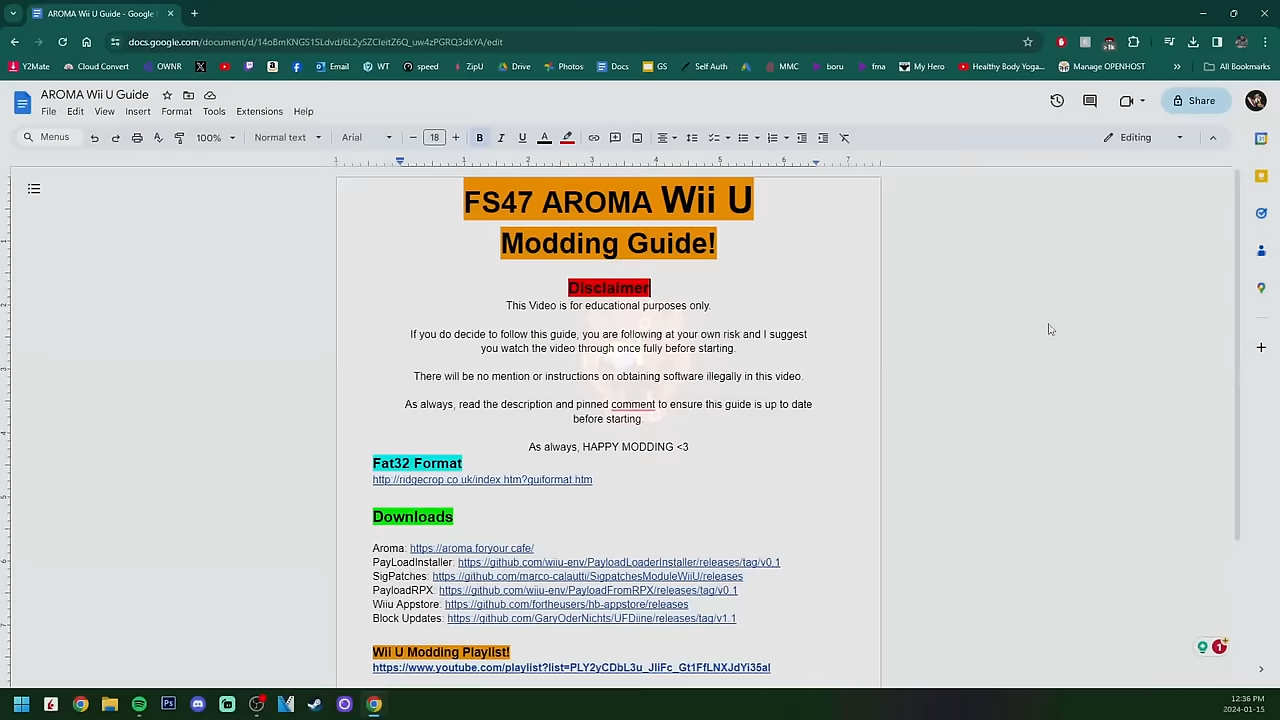 AROMA Wii U Guide - Google
docs.google.com/document/d/14oBmKNGS1SLdvdJ6L2ySZCIeitZ6Q_uw4zPGRQ3dkYA/edit
Y2Mate Cloud Convert OWNR Email WT speed ZipU Drive Photos Docs GS Self Auth MMC boru fma My Hero Healthy Body Yoga... Manage OPENHOST All Bookmarks
AROMA Wii U Guide
File Edit View Insert Format Tools Extensions Help
Share
Menus 100% Normal text Arial 18 B I U A Editing
1 1 2 3 4 5 6 7
FS47 AROMA Wii U
Modding Guide!
Disclaimer
This Video is for educational purposes only.
If you do decide to follow this guide, you are following at your own risk and I suggest
you watch the video through once fully before starting.
There will be no mention or instructions on obtaining software illegally in this video.
As always, read the description and pinned comment to ensure this guide is up to date
before starting.
As always, HAPPY MODDING <3
Fat32 Format
http://ridgecrop.co.uk/index.htm?guiformat.htm
Downloads
Aroma: https://aroma.foryour.cafe/
PayLoadInstaller: https://github.com/wiiu-env/PayloadLoaderInstaller/releases/tag/v0.1
SigPatches: https://github.com/marco-calautti/SigpatchesModuleWiiU/releases
PayloadRPX: https://github.com/wiiu-env/PayloadFromRPX/releases/tag/v0.1
Wiiu Appstore: https://github.com/fortheusers/hb-appstore/releases
Block Updates: https://github.com/GaryOderNichts/UFDiine/releases/tag/v1.1
Wii U Modding Playlist!
https://www.youtube.com/playlist?list=PLY2yCDbL3u_JIiFc_Gt1FfLNXJdYi35al
1
12:36 PM
2024-01-15